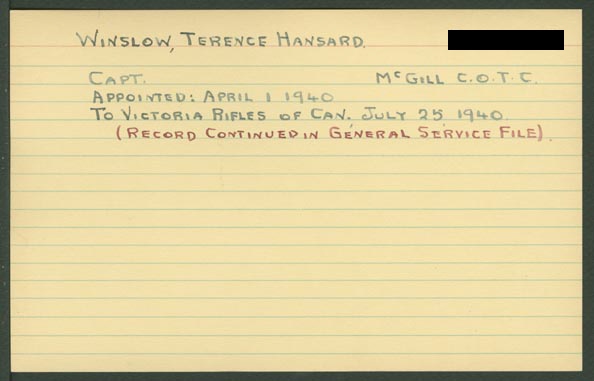 WINSLOW, TERENCE HANSARD.
CAPT. McGILL C.O.T.C.
APPOINTED: APRIL 1 1940
TO VICTORIA RIFLES OF CAN. JULY 25 1940.
(RECORD CONTINUED IN GENERAL SERVICE FILE).